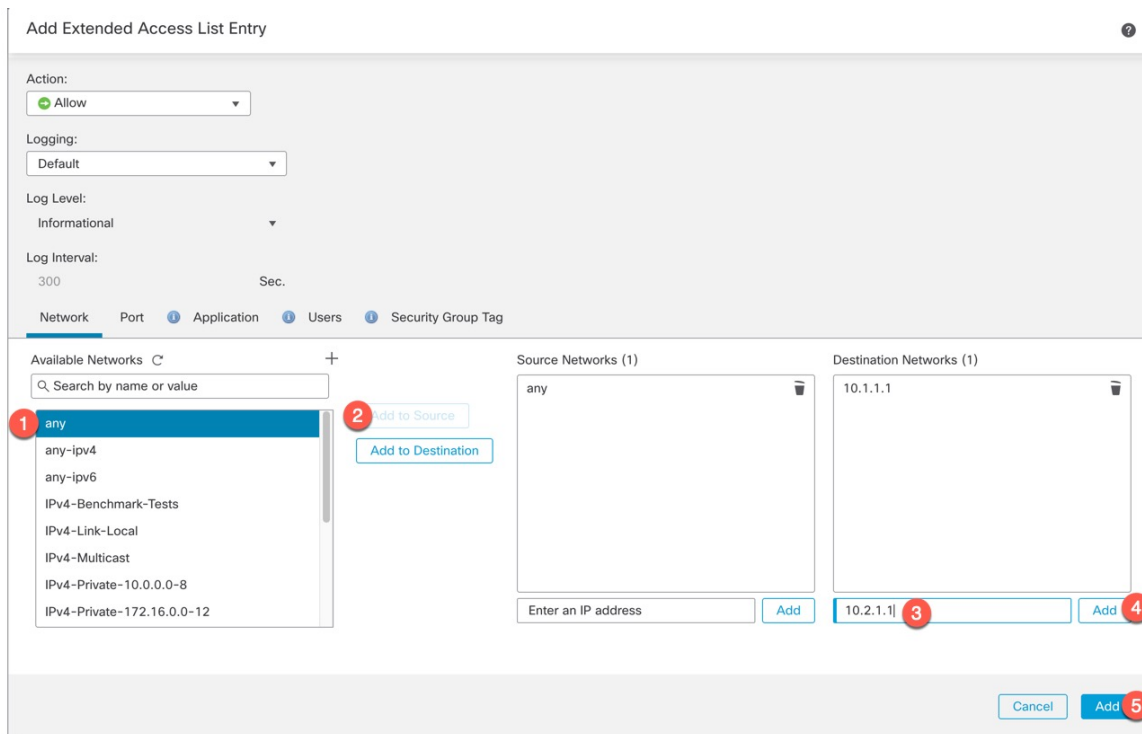 Add Extended Access List Entry
?
Action:
Allow
Logging:
Default
Log Level:
Informational
Log Interval:
300 Sec.
Network Port i Application i Users i Security Group Tag
Available Networks
Search by name or value
1 any
any-ipv4
any-ipv6
IPv4-Benchmark-Tests
IPv4-Link-Local
IPv4-Multicast
IPv4-Private-10.0.0.0-8
IPv4-Private-172.16.0.0-12
2 Add to Source
Add to Destination
Source Networks (1)
any
Enter an IP address Add
Destination Networks (1)
10.1.1.1
10.2.1.1 3 Add 4
Cancel Add 5